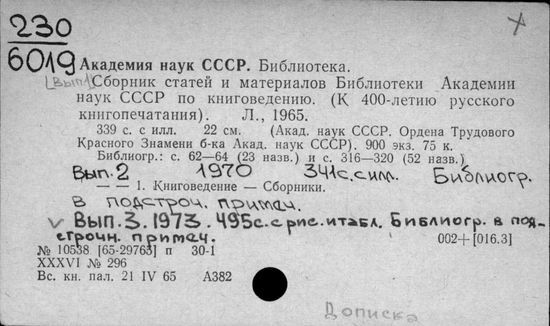 230
6019
Академия наук СССР. Библиотека.
[Вып.1] Сборник статей и материалов Библиотеки Академии
наук СССР по книговедению. (К 400-летию русского
книгопечатания). Л., 1965.
339 с. с илл. 22 см. (Акад. наук СССР. Ордена Трудового
Красного Знамени б-ка Акад. наук СССР). 900 экз. 75 к.
Библиогр.: с. 62—64 (23 назв.) и с. 316—320 (52 назв.)
Вып. 2 1970 341с.силл. Библиогр.
— — 1. Книговедение — Сборники.
в подстроч. примеч.
v Вып.3.1973. 495с.с рис.и табл. Библиогр. в под-
строчн. примеч.
002+[016.3]
№ 10538 [65-29763] п 30-1
XXXVI № 296
Вс. кн. пал. 21 IV 65 А382
Дописка